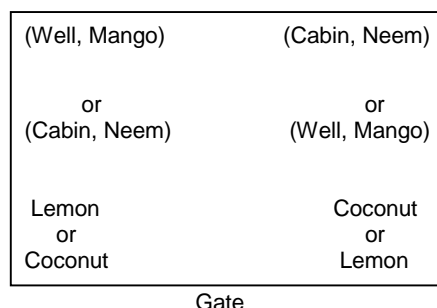 (Well, Mango) (Cabin, Neem)
or or
(Cabin, Neem) (Well, Mango)
Lemon Coconut
or or
Coconut Lemon
Gate